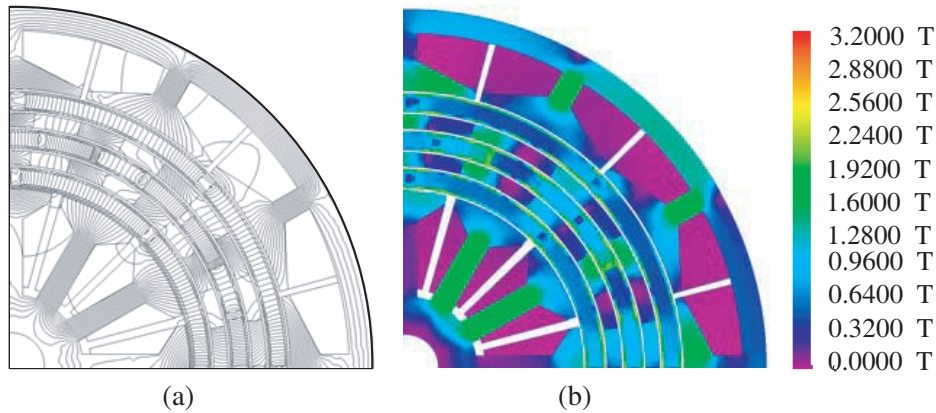 3.2000 T
2.8800 T
2.5600 T
2.2400 T
1.9200 T
1.6000 T
1.2800 T
0.9600 T
0.6400 T
0.3200 T
0.0000 T
(a)
(b)